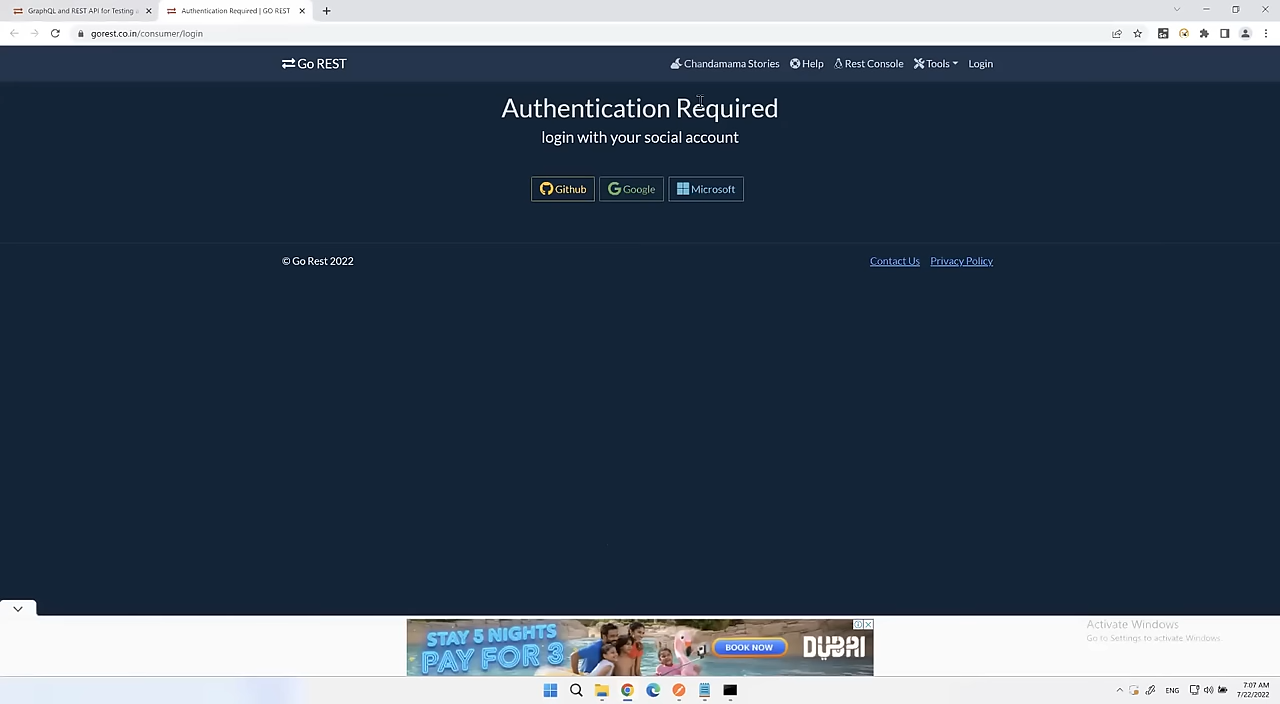 GraphQL and REST API for Testing
Authentication Required | GO REST
gorest.co.in/consumer/login
Go REST
Chandamama Stories
Help
Rest Console
Tools
Login
Authentication Required
login with your social account
Github
Google
Microsoft
© Go Rest 2022
Contact Us
Privacy Policy
STAY 5 NIGHTS
PAY FOR 3
BOOK NOW
DUBAI
Activate Windows
Go to Settings to activate Windows.
ENG
7:07 AM
7/22/2022